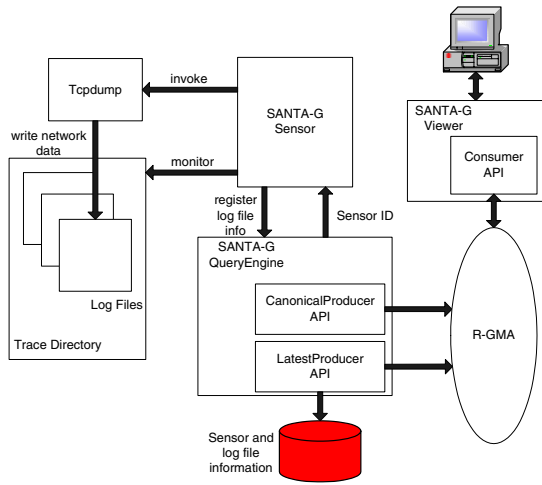 Tcpdump
invoke
SANTA-G
Sensor
SANTA-G
Viewer
Consumer
API
write network
data
monitor
register
log file
info
Sensor ID
SANTA-G
QueryEngine
CanonicalProducer
API
LatestProducer
API
R-GMA
Log Files
Trace Directory
Sensor and
log file
information